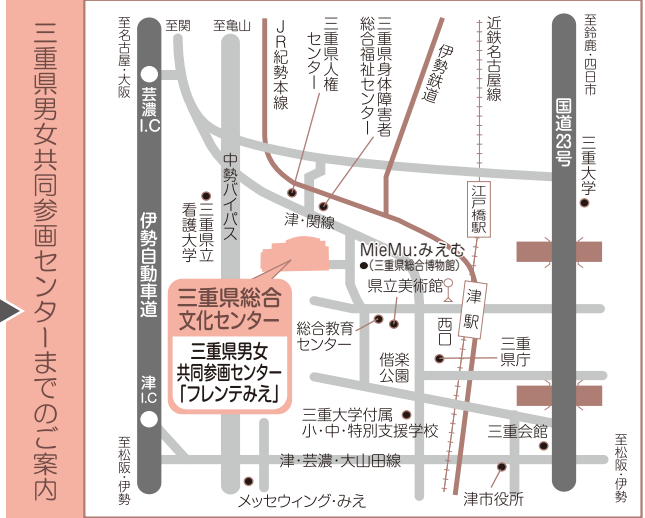 三重県男女共同参画センターまでのご案内
至名古屋・大阪
至関
至亀山
JR紀勢本線
三重県人権
センター
三重県身体障害者
総合福祉センター
伊勢鉄道
近鉄名古屋線
至鈴鹿・四日市
芸濃
I.C
国道23号
三重大学
中勢バイパス
三重県立
看護大学
津・関線
江戸橋駅
伊勢自動車道
MieMu:みえむ
(三重県総合博物館)
県立美術館
三重県総合
文化センター
津駅
西口
総合教育
センター
三重県男女
共同参画センター
「フレンテみえ」
三重
県庁
偕楽
公園
津
I.C
三重大学付属
小・中・特別支援学校
三重会館
至松阪・伊勢
至松阪・伊勢
津・芸濃・大山田線
メッセウィング・みえ
津市役所